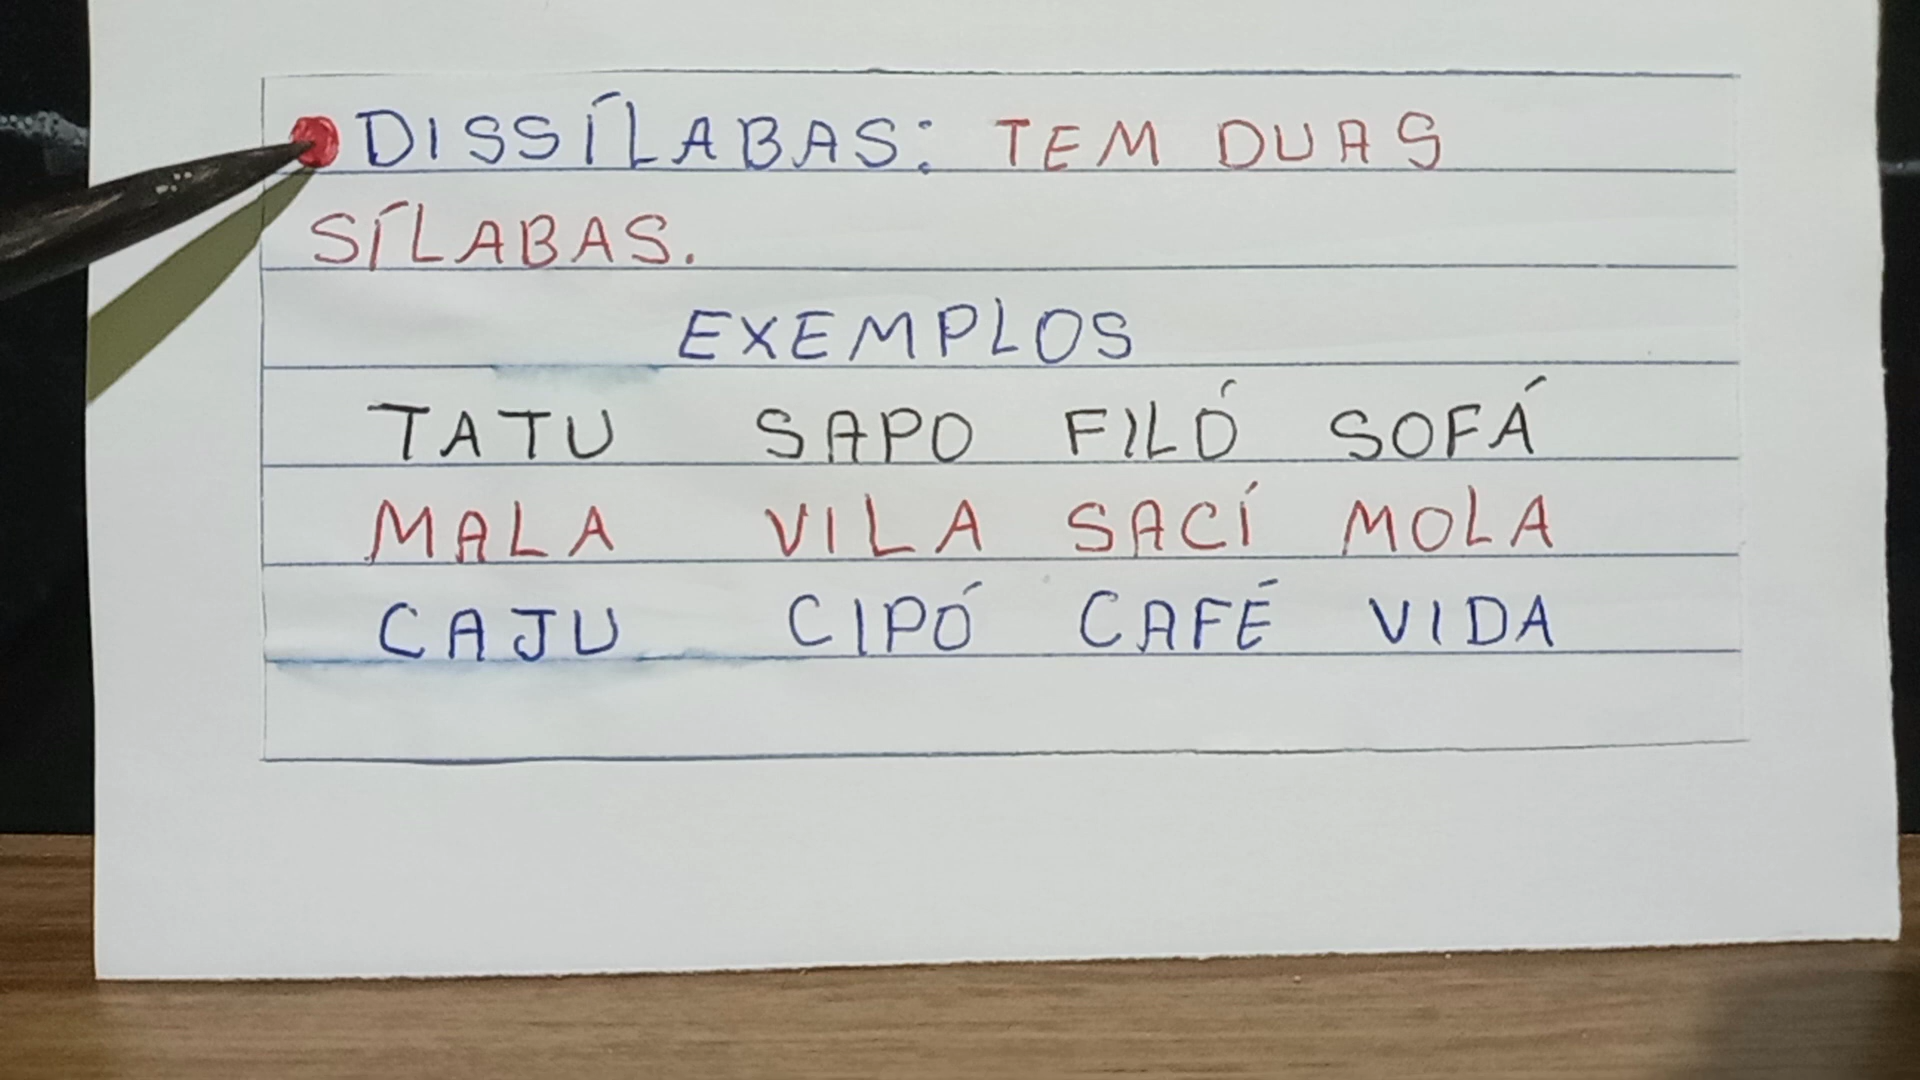 DISSÍLABAS: TEM DUAS
SÍLABAS.
EXEMPLOS
TATU SAPO FILÓ SOFÁ
MALA VILA SACÍ MOLA
CAJU CIPÓ CAFÉ VIDA